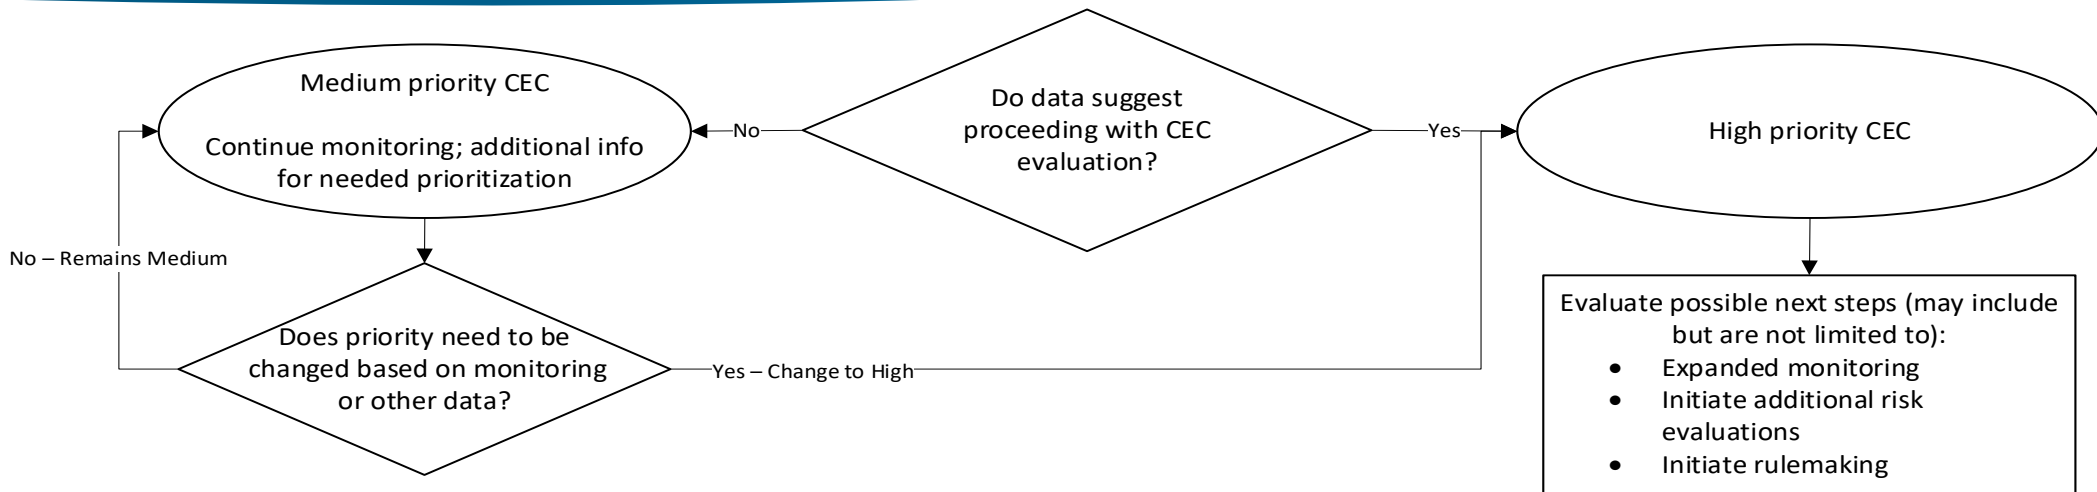 Medium priority CEC
Continue monitoring; additional info
for needed prioritization
No
Do data suggest
proceeding with CEC
evaluation?
Yes
High priority CEC
No – Remains Medium
Does priority need to be
changed based on monitoring
or other data?
Yes – Change to High
Evaluate possible next steps (may include
but are not limited to):
• Expanded monitoring
• Initiate additional risk
evaluations
• Initiate rulemaking